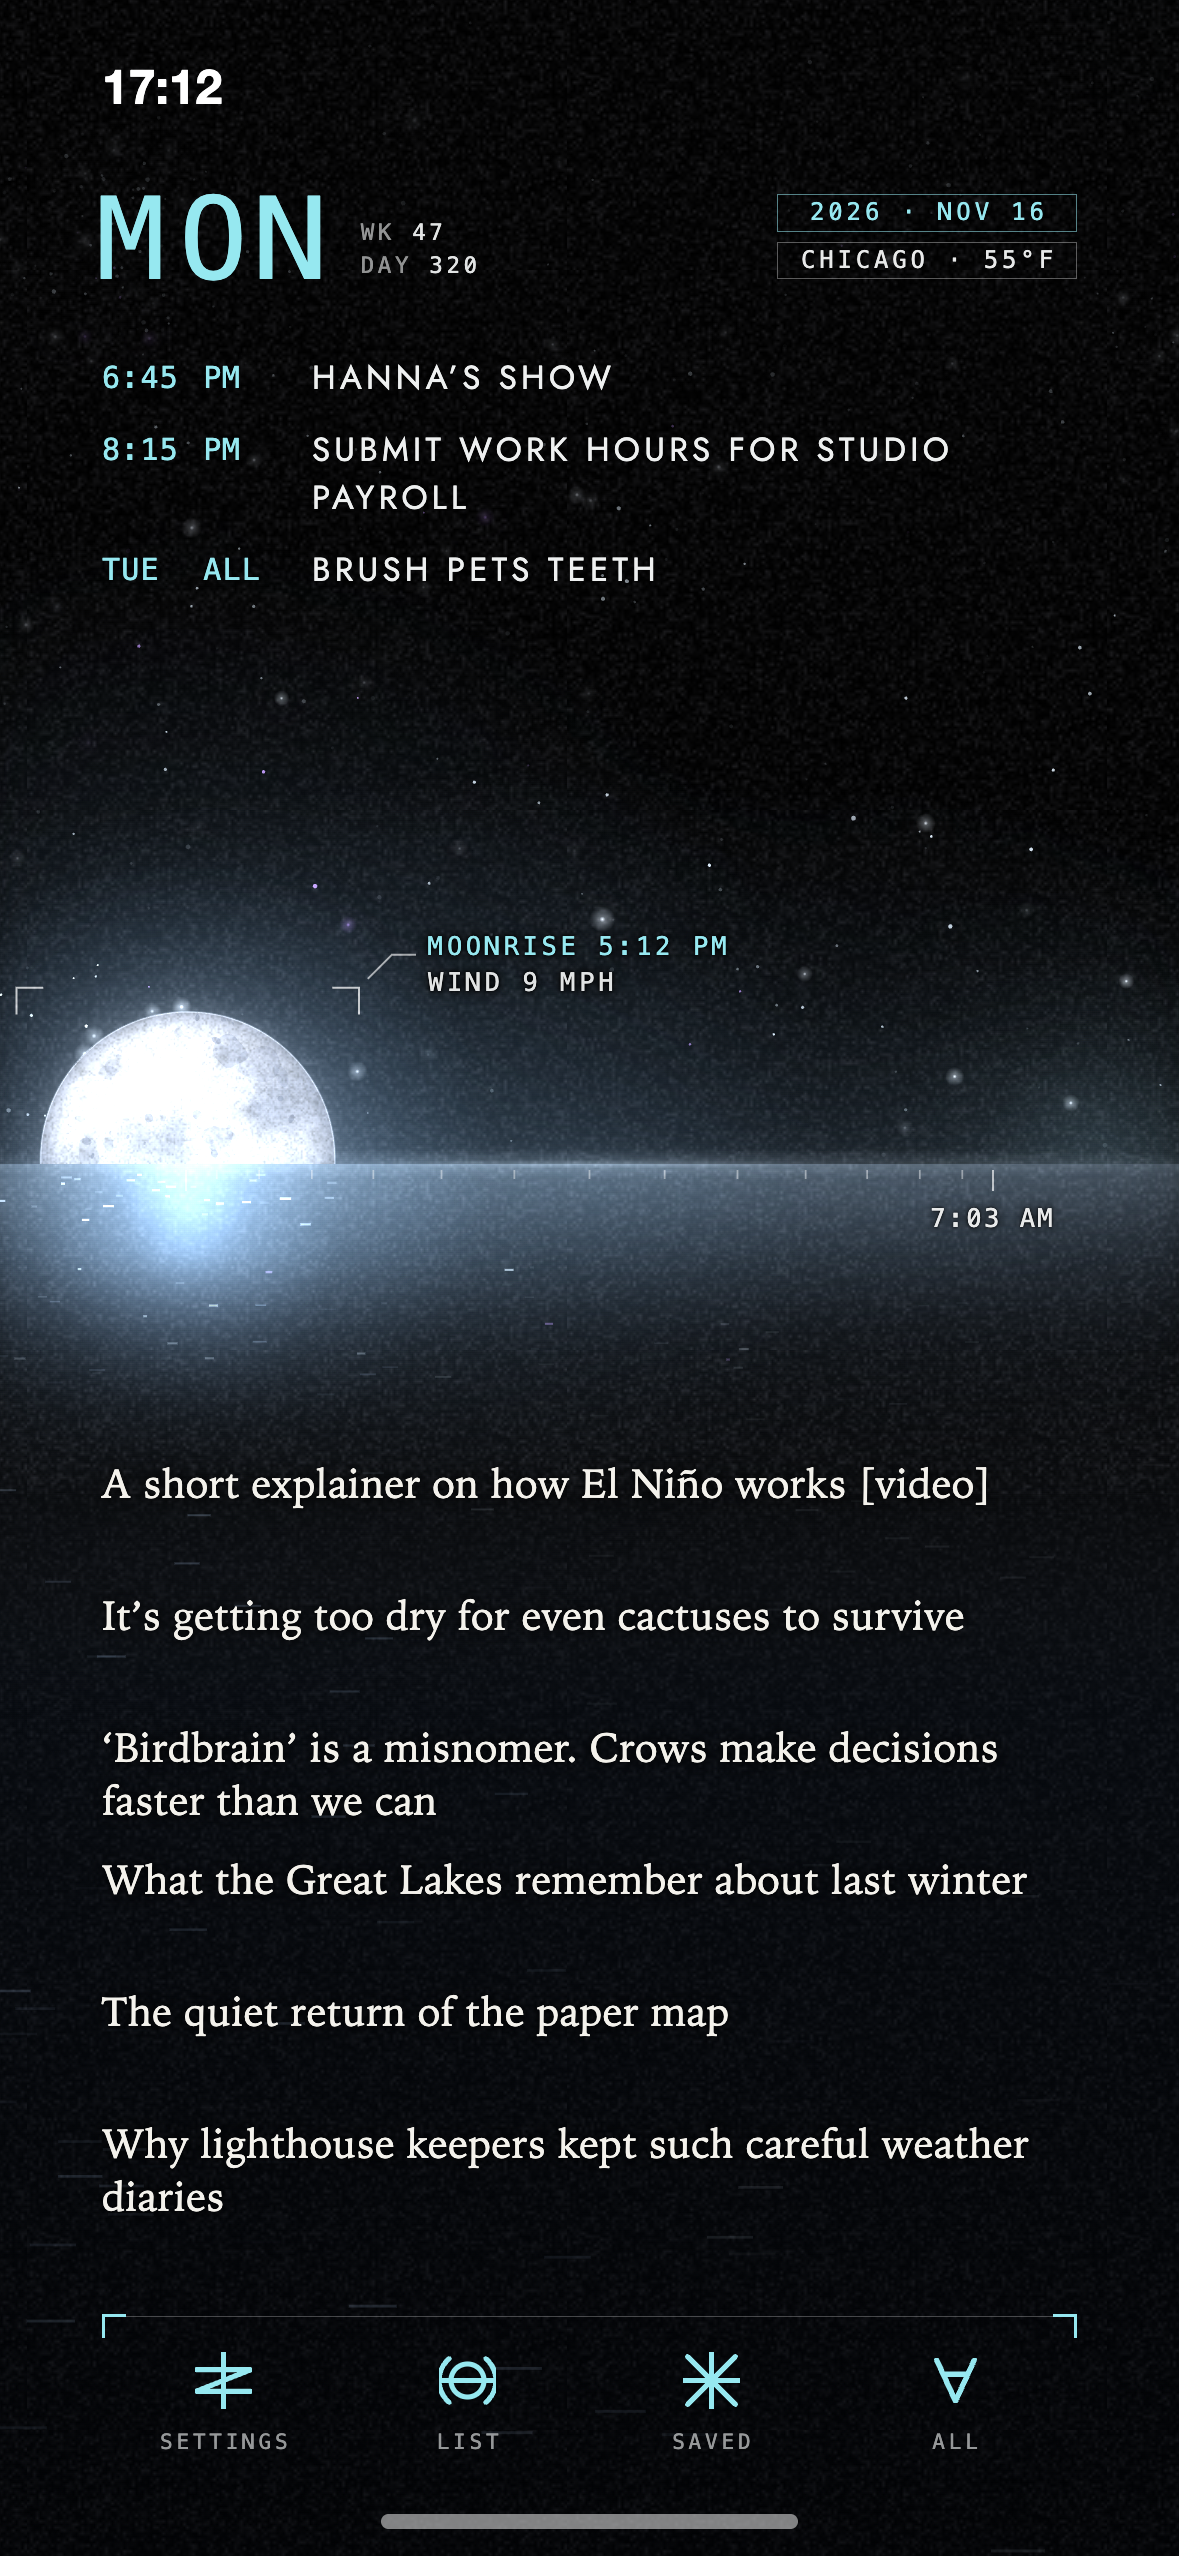 17:12
MON
WK 47
DAY 320
2026 · NOV 16
CHICAGO · 55°F
6:45 PM HANNA’S SHOW
8:15 PM SUBMIT WORK HOURS FOR STUDIO
PAYROLL
TUE ALL BRUSH PETS TEETH
MOONRISE 5:12 PM
WIND 9 MPH
7:03 AM
A short explainer on how El Niño works [video]
It’s getting too dry for even cactuses to survive
‘Birdbrain’ is a misnomer. Crows make decisions
faster than we can
What the Great Lakes remember about last winter
The quiet return of the paper map
Why lighthouse keepers kept such careful weather
diaries
SETTINGS LIST SAVED ALL